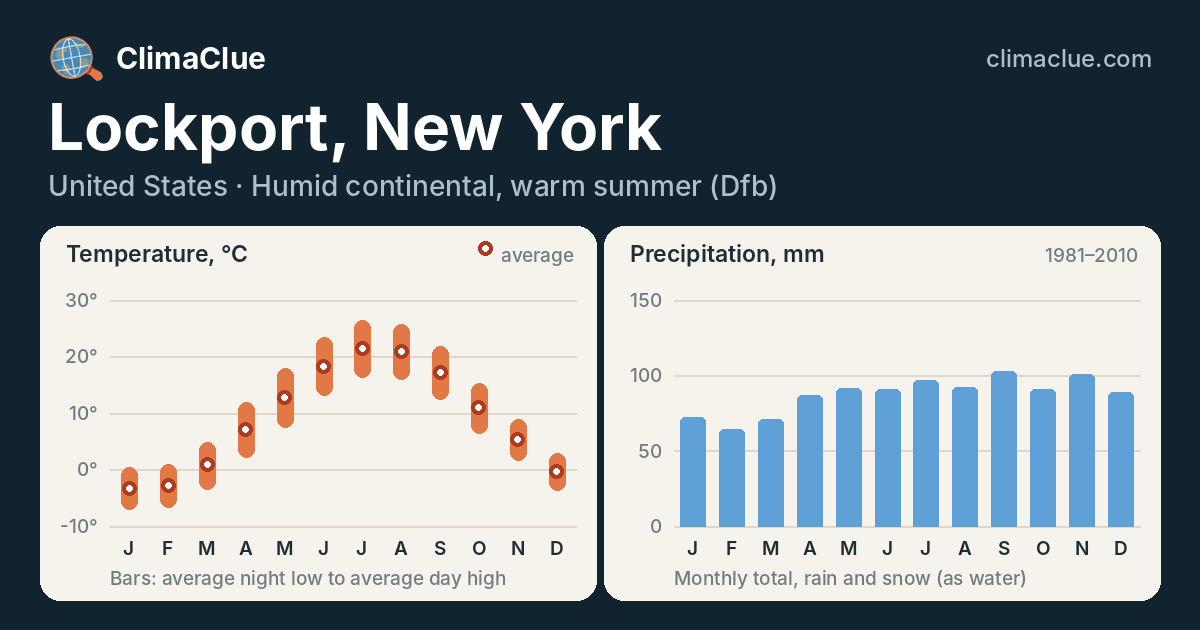 ClimaClue
climaclue.com
Lockport, New York
United States · Humid continental, warm summer (Dfb)
Temperature, °C
average
30°
20°
10°
0°
-10°
J F M A M J J A S O N D
Bars: average night low to average day high
Precipitation, mm
1981–2010
150
100
50
0
J F M A M J J A S O N D
Monthly total, rain and snow (as water)